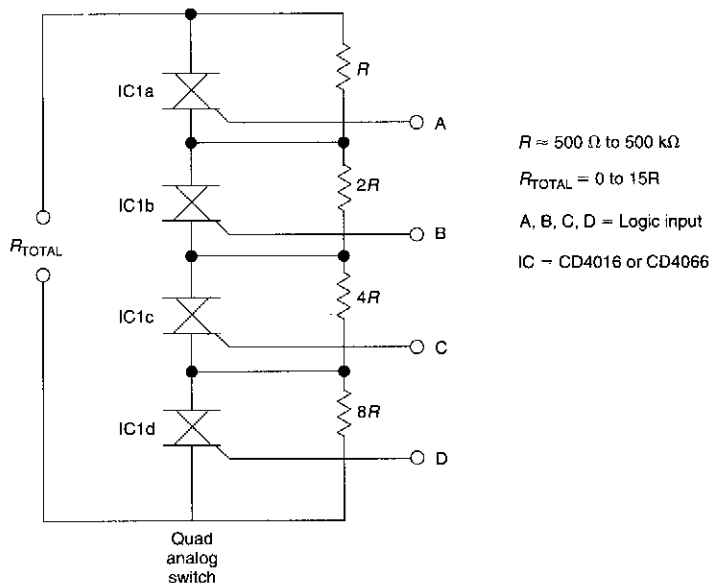 R
IC1a
A
R ≈ 500 Ω to 500 kΩ
2R
R_TOTAL = 0 to 15R
IC1b
B
A, B, C, D = Logic input
R_TOTAL
IC = CD4016 or CD4066
4R
IC1c
C
8R
IC1d
D
Quad
analog
switch